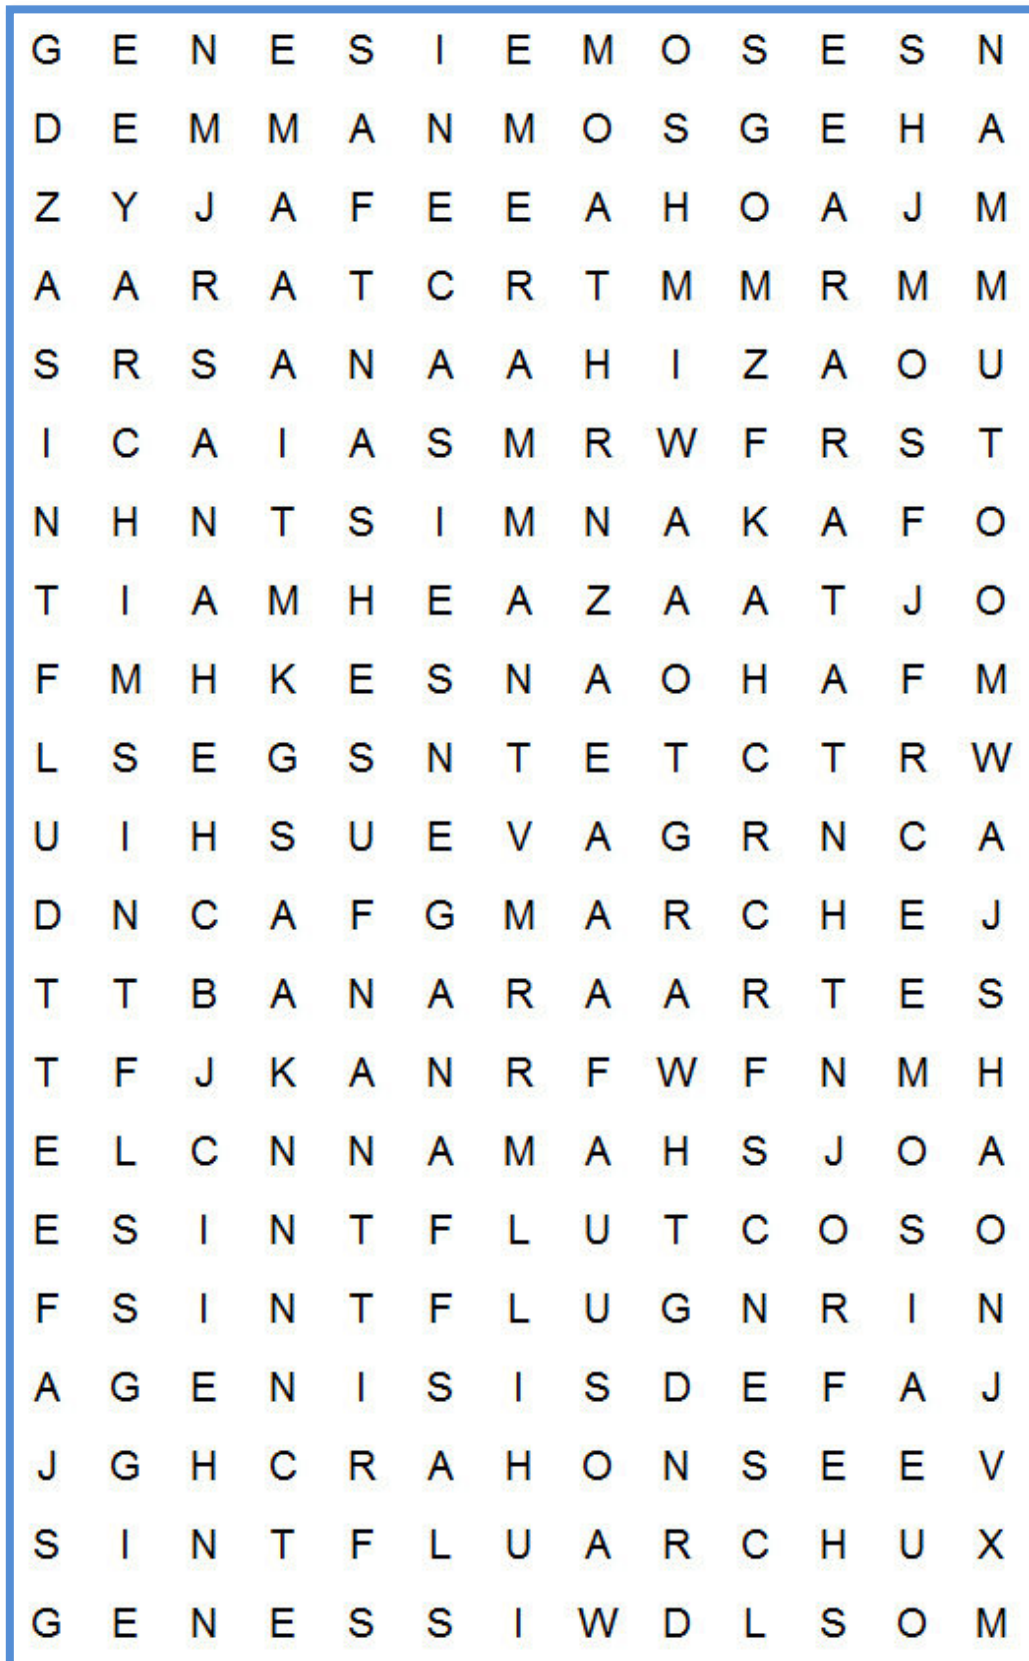 G E N E S I E M O S E S N
D E M M A N M O S G E H A
Z Y J A F E E A H O A J M
A A R A T C R T M M R M M
S R S A N A A H I Z A O U
I C A I A S M R W F R S T
N H N T S I M N A K A F O
T I A M H E A Z A A T J O
F M H K E S N A O H A F M
L S E G S N T E T C T R W
U I H S U E V A G R N C A
D N C A F G M A R C H E J
T T B A N A R A A R T E S
T F J K A N R F W F N M H
E L C N N A M A H S J O A
E S I N T F L U T C O S O
F S I N T F L U G N R I N
A G E N I S I S D E F A J
J G H C R A H O N S E E V
S I N T F L U A R C H U X
G E N E S S I W D L S O M